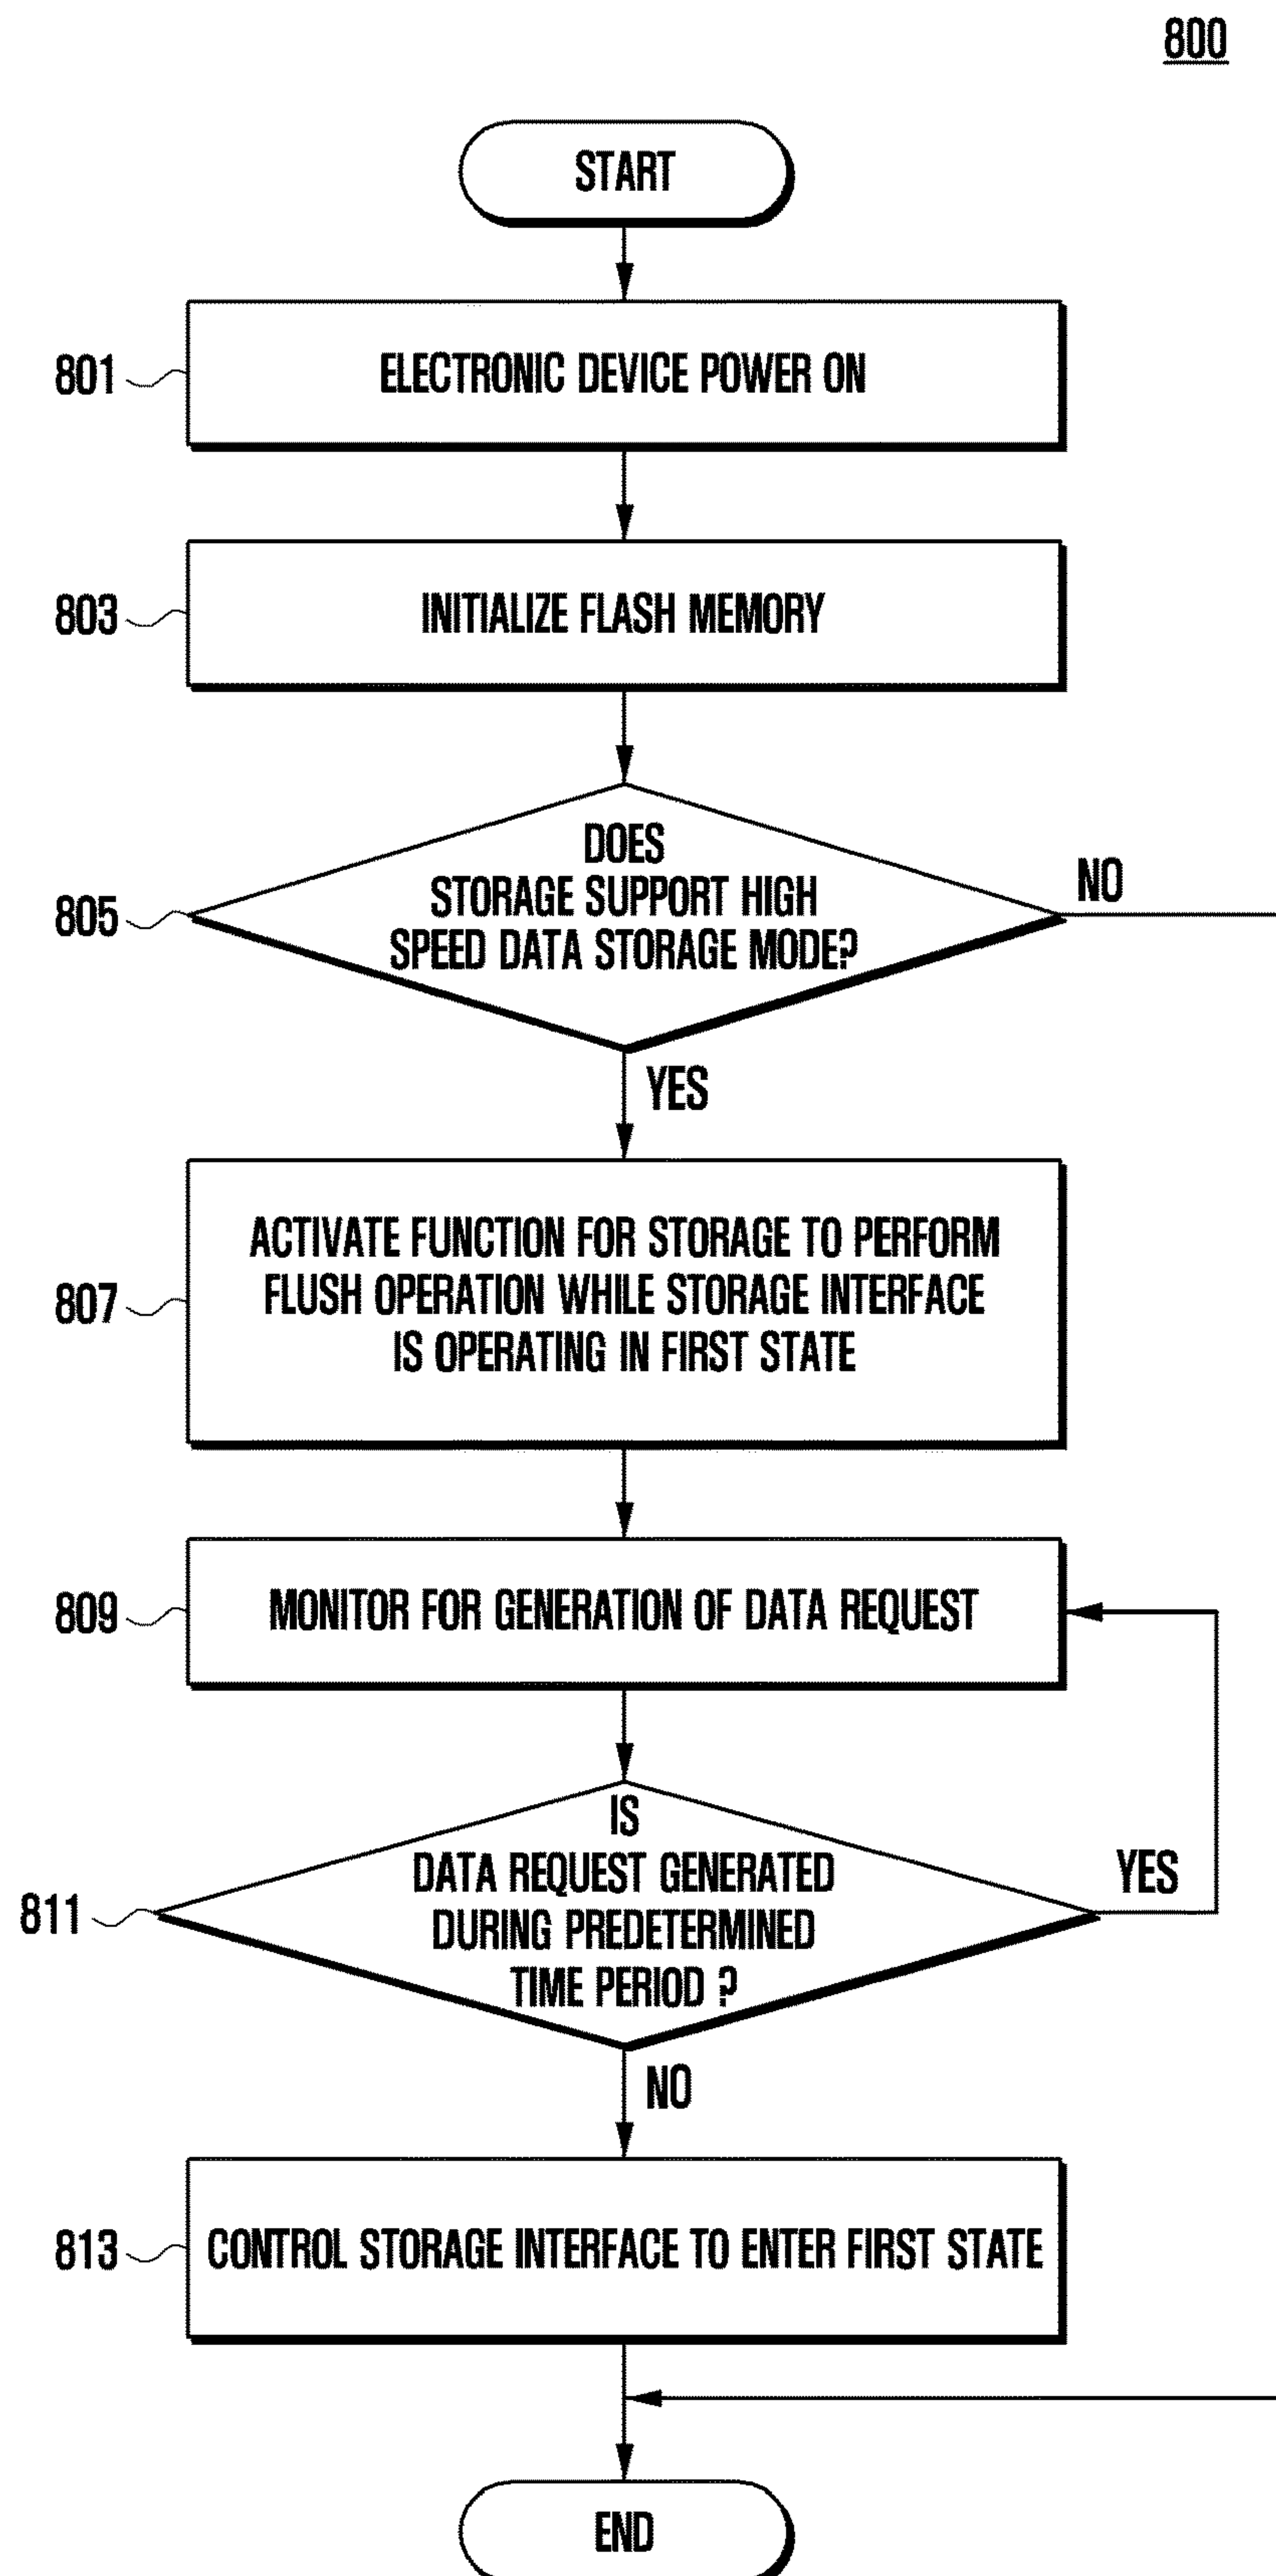 800
START
801
ELECTRONIC DEVICE POWER ON
803
INITIALIZE FLASH MEMORY
805
DOES
STORAGE SUPPORT HIGH
SPEED DATA STORAGE MODE?
NO
YES
807
ACTIVATE FUNCTION FOR STORAGE TO PERFORM
FLUSH OPERATION WHILE STORAGE INTERFACE
IS OPERATING IN FIRST STATE
809
MONITOR FOR GENERATION OF DATA REQUEST
811
IS
DATA REQUEST GENERATED
DURING PREDETERMINED
TIME PERIOD ?
YES
NO
813
CONTROL STORAGE INTERFACE TO ENTER FIRST STATE
END